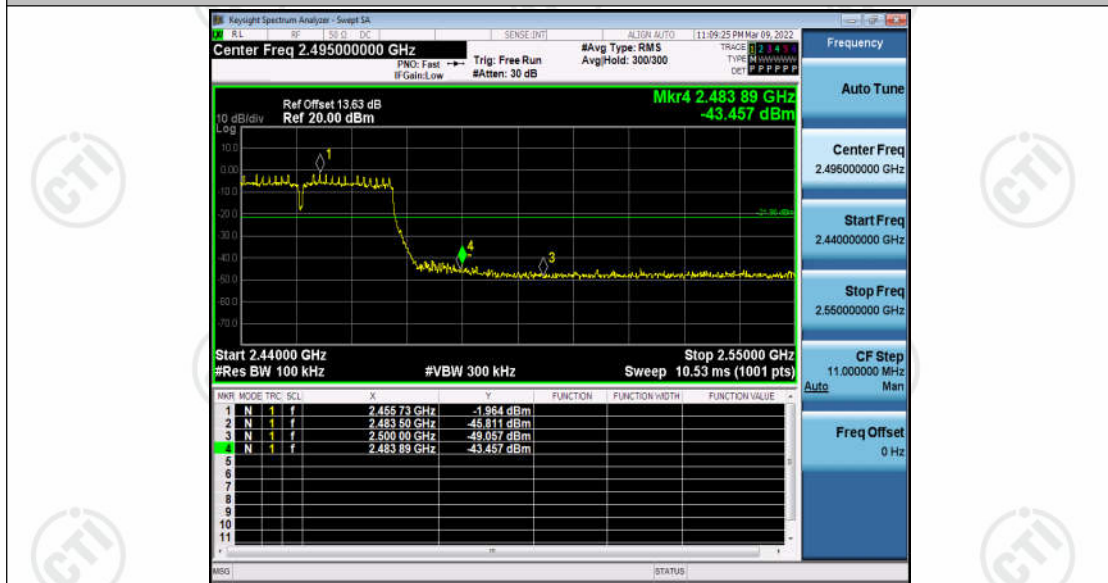 Keysight Spectrum Analyzer - Swept SA
RL RF 50 Ω DC SENSE:INT ALIGN AUTO 11:09:25 PM Mar 09, 2022
Center Freq 2.495000000 GHz
PNO: Fast
IFGain:Low
Trig: Free Run
#Atten: 30 dB
#Avg Type: RMS
Avg|Hold: 300/300
TRACE 1 2 3 4 5 6
TYPE M WWWWW
DET P P P P P P
Ref Offset 13.63 dB
10 dB/div Ref 20.00 dBm
Log
Mkr4 2.483 89 GHz
-43.457 dBm
10.0
0.00
-10.0
-20.0
-30.0
-40.0
-50.0
-60.0
-70.0
1
4
3
Start 2.44000 GHz Stop 2.55000 GHz
#Res BW 100 kHz #VBW 300 kHz Sweep 10.53 ms (1001 pts)
MKR MODE TRC SCL X Y FUNCTION FUNCTION WIDTH FUNCTION VALUE
1 N 1 f 2.455 73 GHz -1.964 dBm
2 N 1 f 2.483 50 GHz -45.811 dBm
3 N 1 f 2.500 00 GHz -49.057 dBm
4 N 1 f 2.483 89 GHz -43.457 dBm
5
6
7
8
9
10
11
MSG STATUS
Frequency
Auto Tune
Center Freq
2.495000000 GHz
Start Freq
2.440000000 GHz
Stop Freq
2.550000000 GHz
CF Step
11.000000 MHz
Auto Man
Freq Offset
0 Hz
CTI
CTI
CTI
CTI